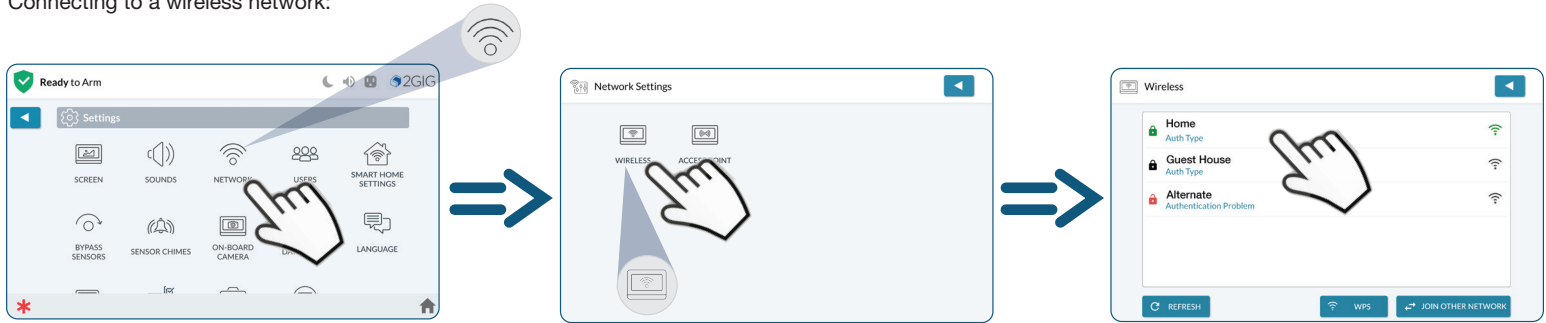 Connecting to a wireless network:
Ready to Arm
2GIG
Settings
SCREEN
SOUNDS
NETWORK
USERS
SMART HOME
SETTINGS
BYPASS
SENSORS
SENSOR CHIMES
ON-BOARD
CAMERA
LANGUAGE
Network Settings
WIRELESS
ACCESS POINT
Wireless
Home
Auth Type
Guest House
Auth Type
Alternate
Authentication Problem
REFRESH
WPS
JOIN OTHER NETWORK